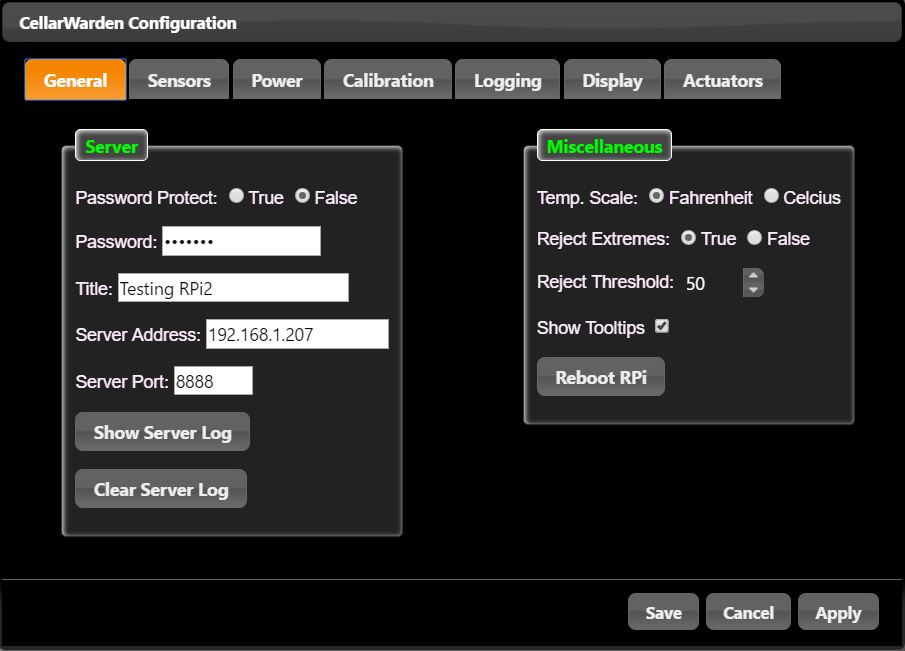 CellarWarden Configuration
General Sensors Power Calibration Logging Display Actuators
Server
Password Protect: True False
Password: •••••••
Title: Testing RPi2
Server Address: 192.168.1.207
Server Port: 8888
Show Server Log
Clear Server Log
Miscellaneous
Temp. Scale: Fahrenheit Celcius
Reject Extremes: True False
Reject Threshold: 50
Show Tooltips
Reboot RPi
Save Cancel Apply